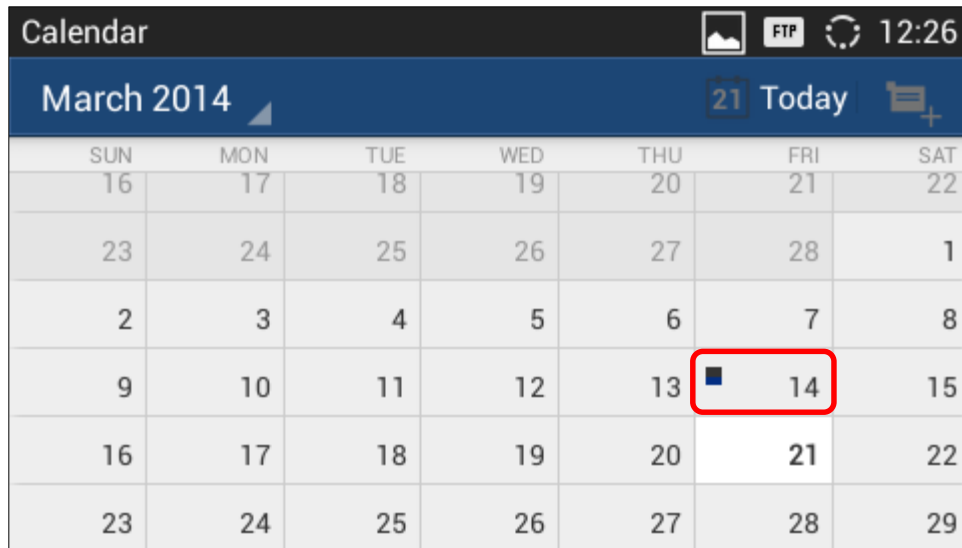 Calendar FTP 12:26
March 2014 21 Today
SUN MON TUE WED THU FRI SAT
16 17 18 19 20 21 22
23 24 25 26 27 28 1
2 3 4 5 6 7 8
9 10 11 12 13 14 15
16 17 18 19 20 21 22
23 24 25 26 27 28 29